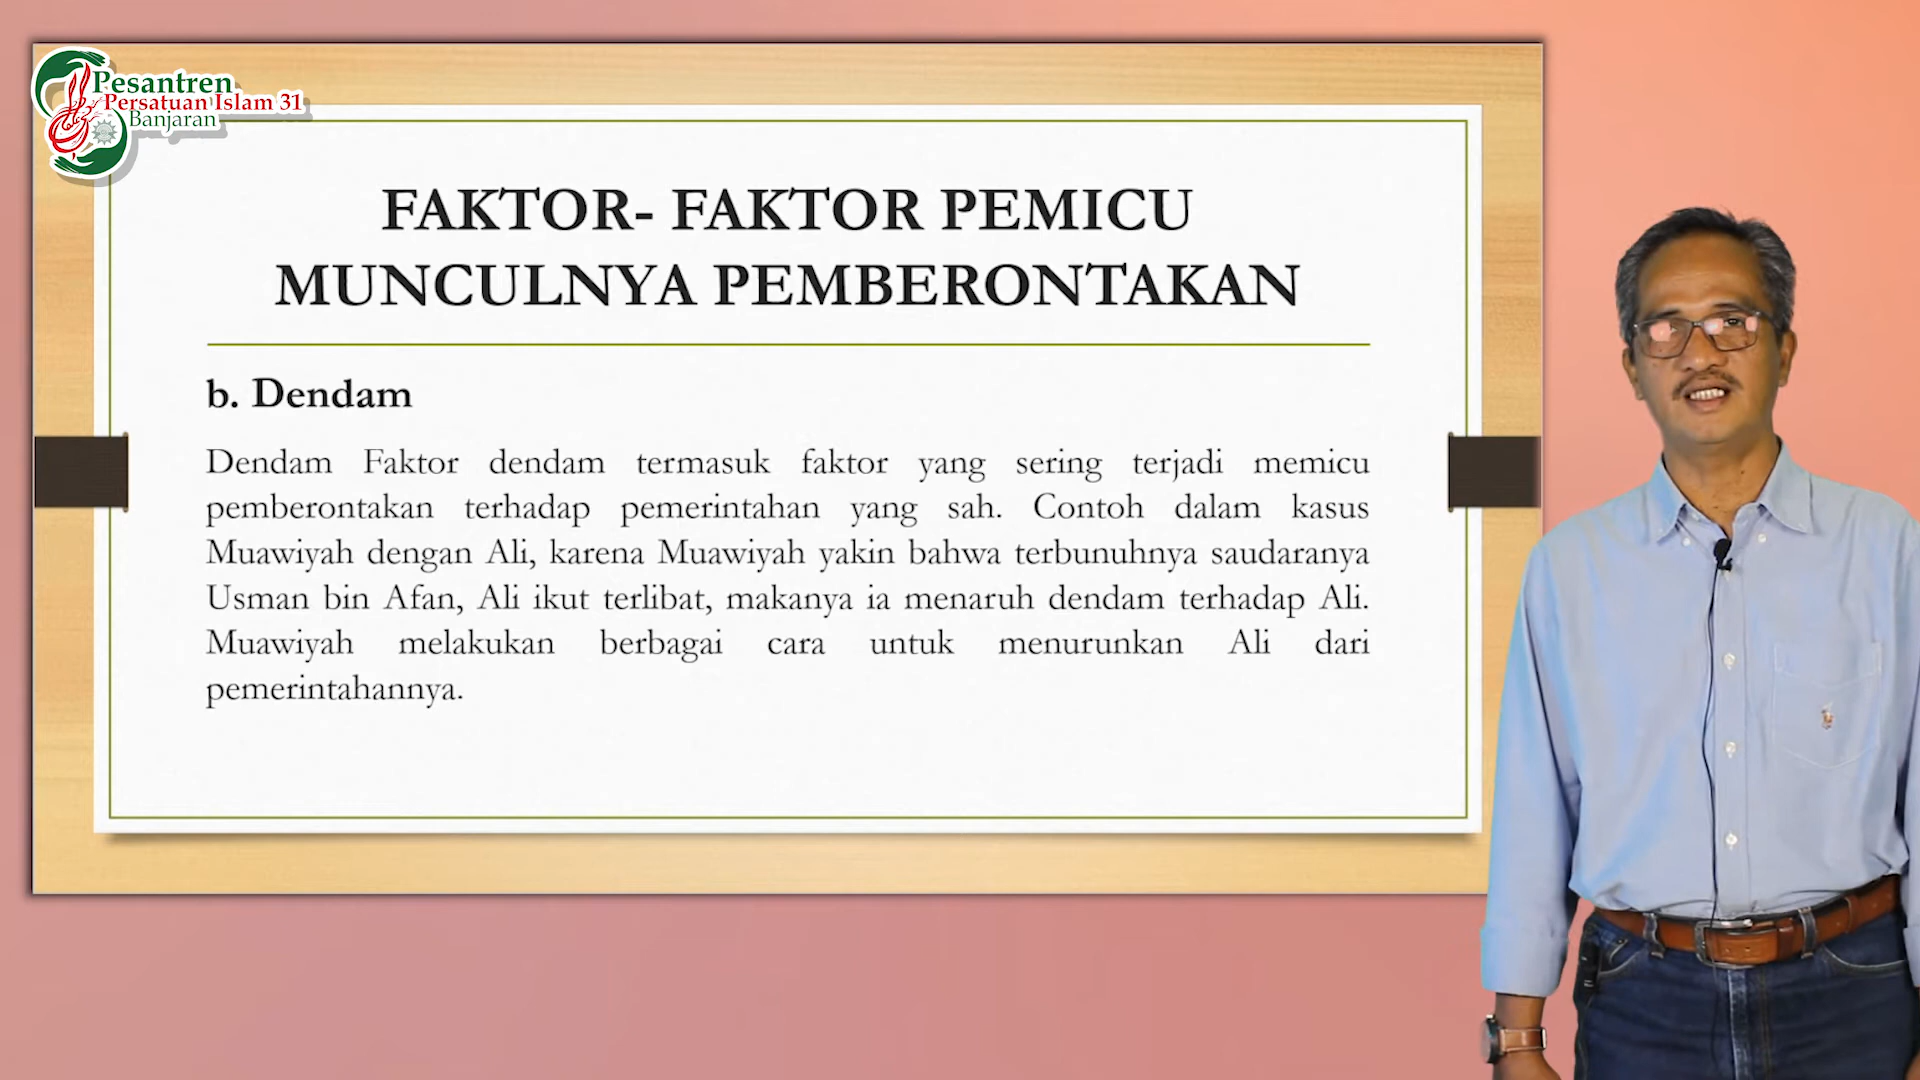 Pesantren
Persatuan Islam 31
Banjaran
FAKTOR- FAKTOR PEMICU
MUNCULNYA PEMBERONTAKAN
b. Dendam
Dendam Faktor dendam termasuk faktor yang sering terjadi memicu
pemberontakan terhadap pemerintahan yang sah. Contoh dalam kasus
Muawiyah dengan Ali, karena Muawiyah yakin bahwa terbunuhnya saudaranya
Usman bin Afan, Ali ikut terlibat, makanya ia menaruh dendam terhadap Ali.
Muawiyah melakukan berbagai cara untuk menurunkan Ali dari
pemerintahannya.